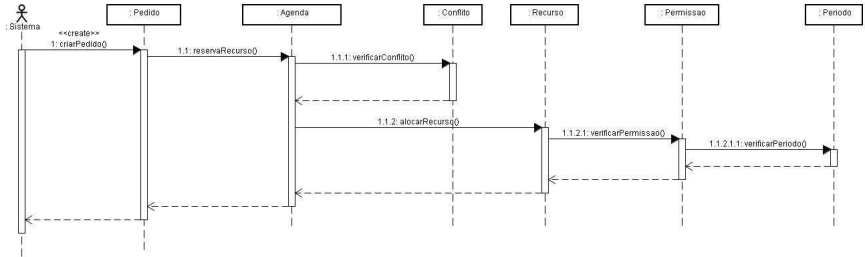 : Sistema
: Pedido
: Agenda
: Conflito
: Recurso
: Permissao
: Periodo
<<create>>
1: criarPedido()
1.1: reservaRecurso()
1.1.1: verificarConflito()
1.1.2: alocarRecurso()
1.1.2.1: verificarPermissao()
1.1.2.1.1: verificarPeriodo()